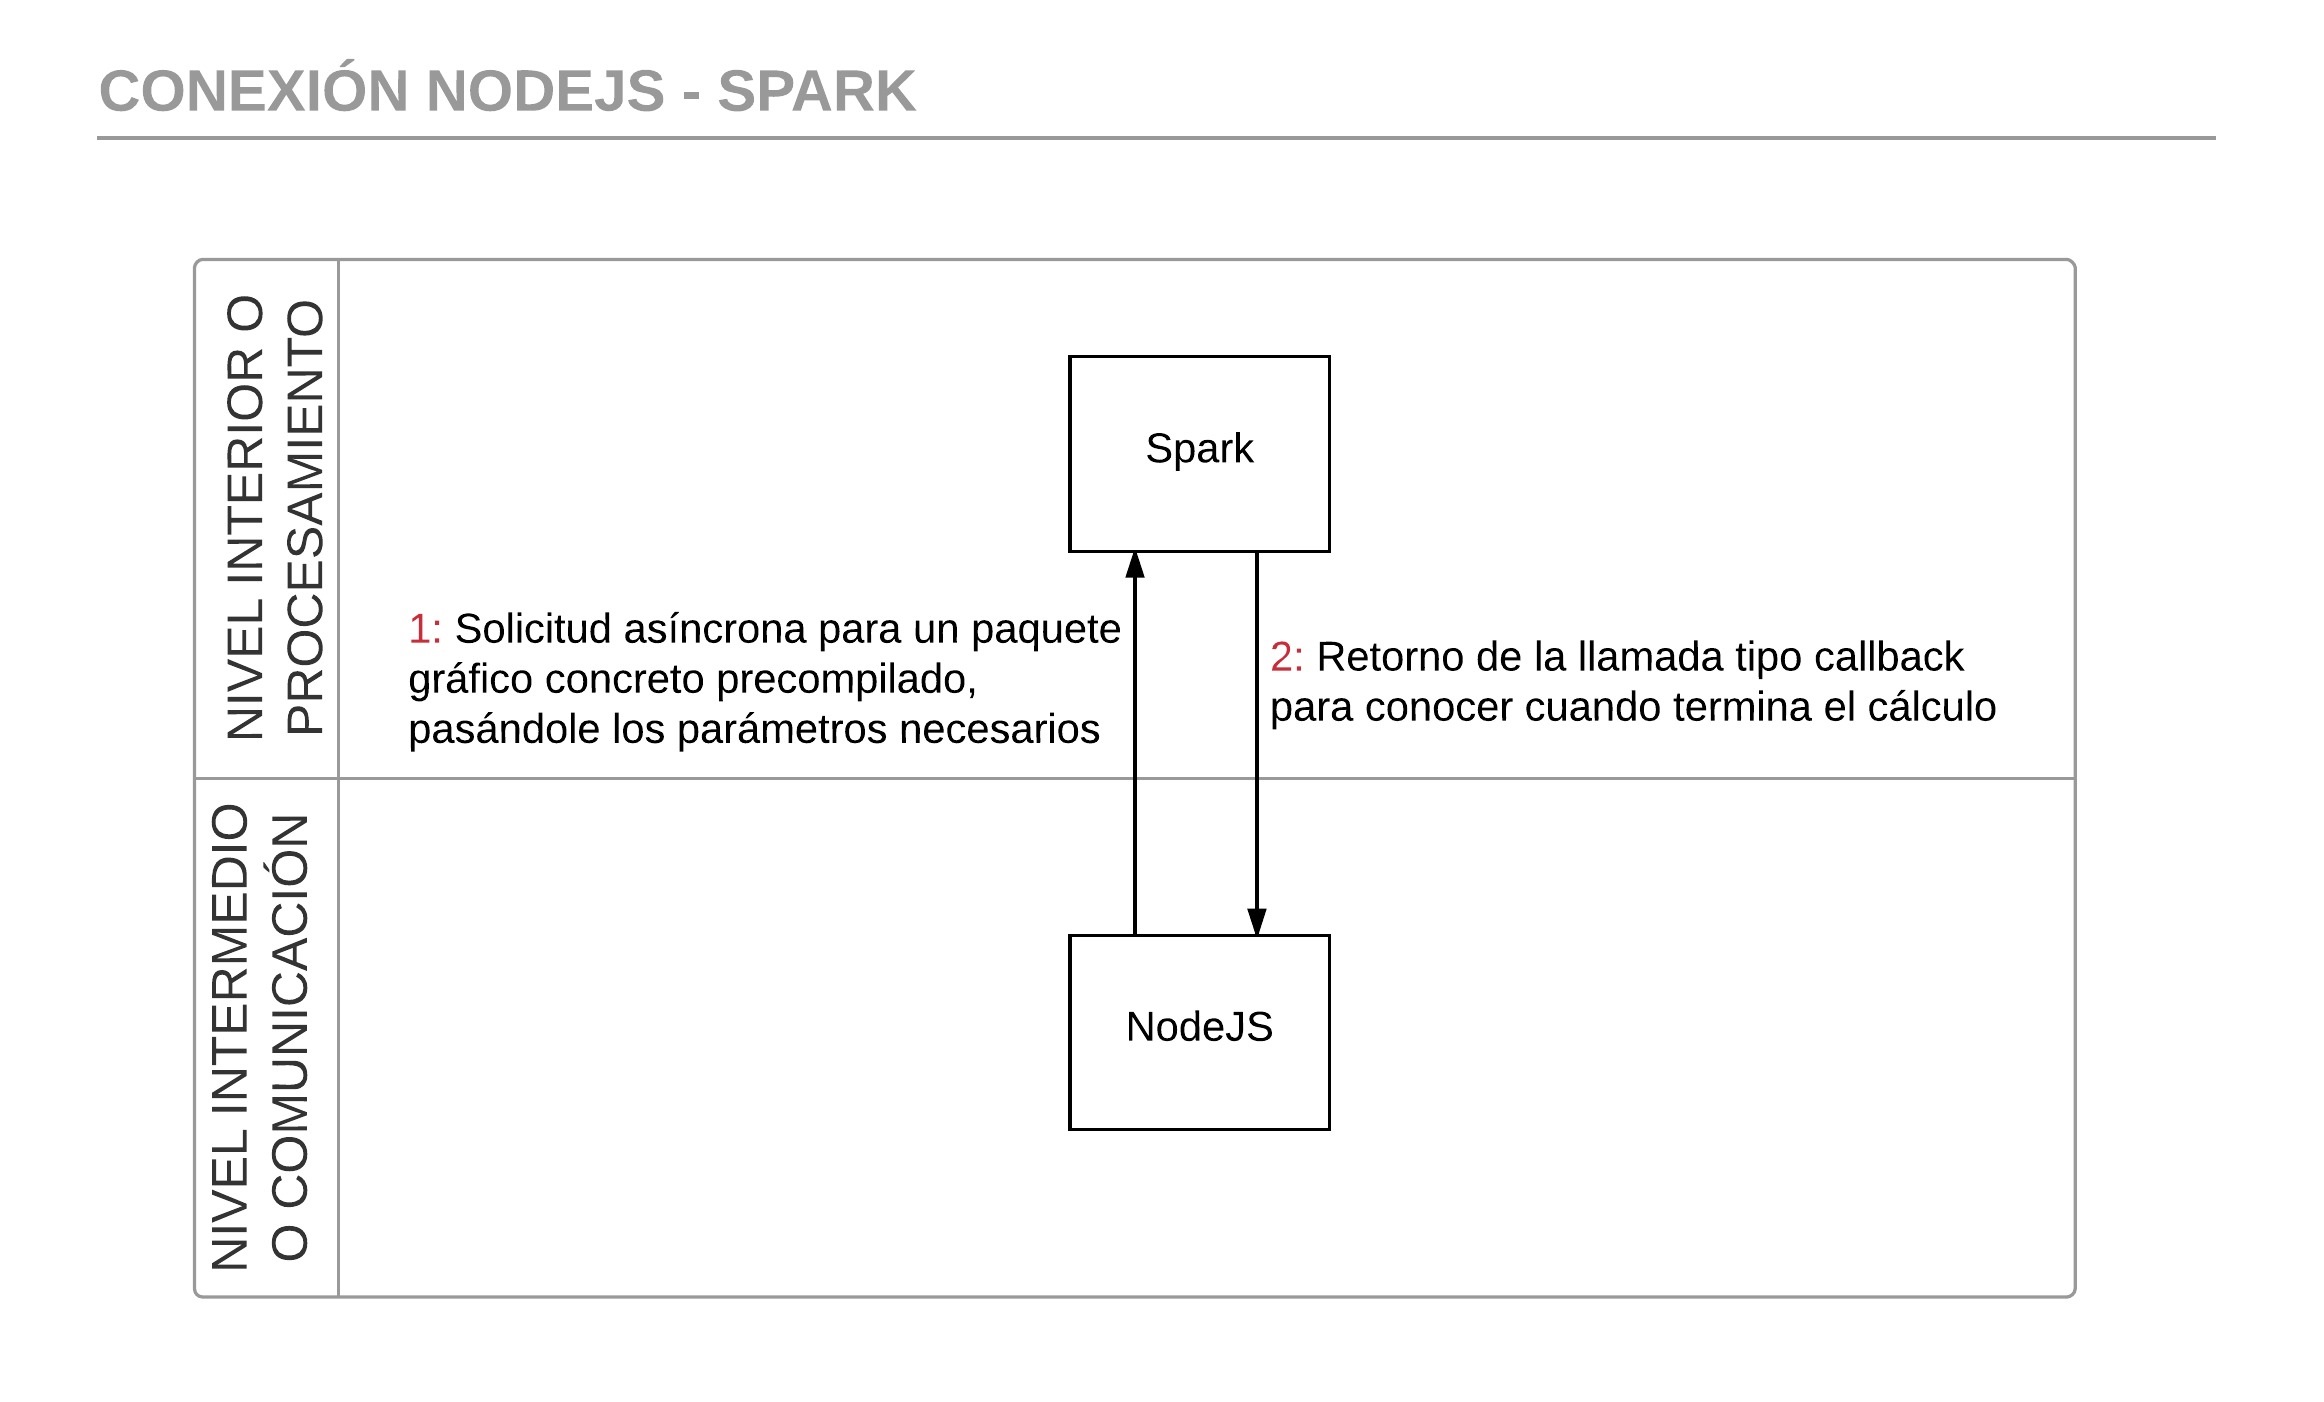 CONEXIÓN NODEJS - SPARK
NIVEL INTERIOR O
PROCESAMIENTO
Spark
1: Solicitud asíncrona para un paquete
gráfico concreto precompilado,
pasándole los parámetros necesarios
2: Retorno de la llamada tipo callback
para conocer cuando termina el cálculo
NIVEL INTERMEDIO
O COMUNICACIÓN
NodeJS